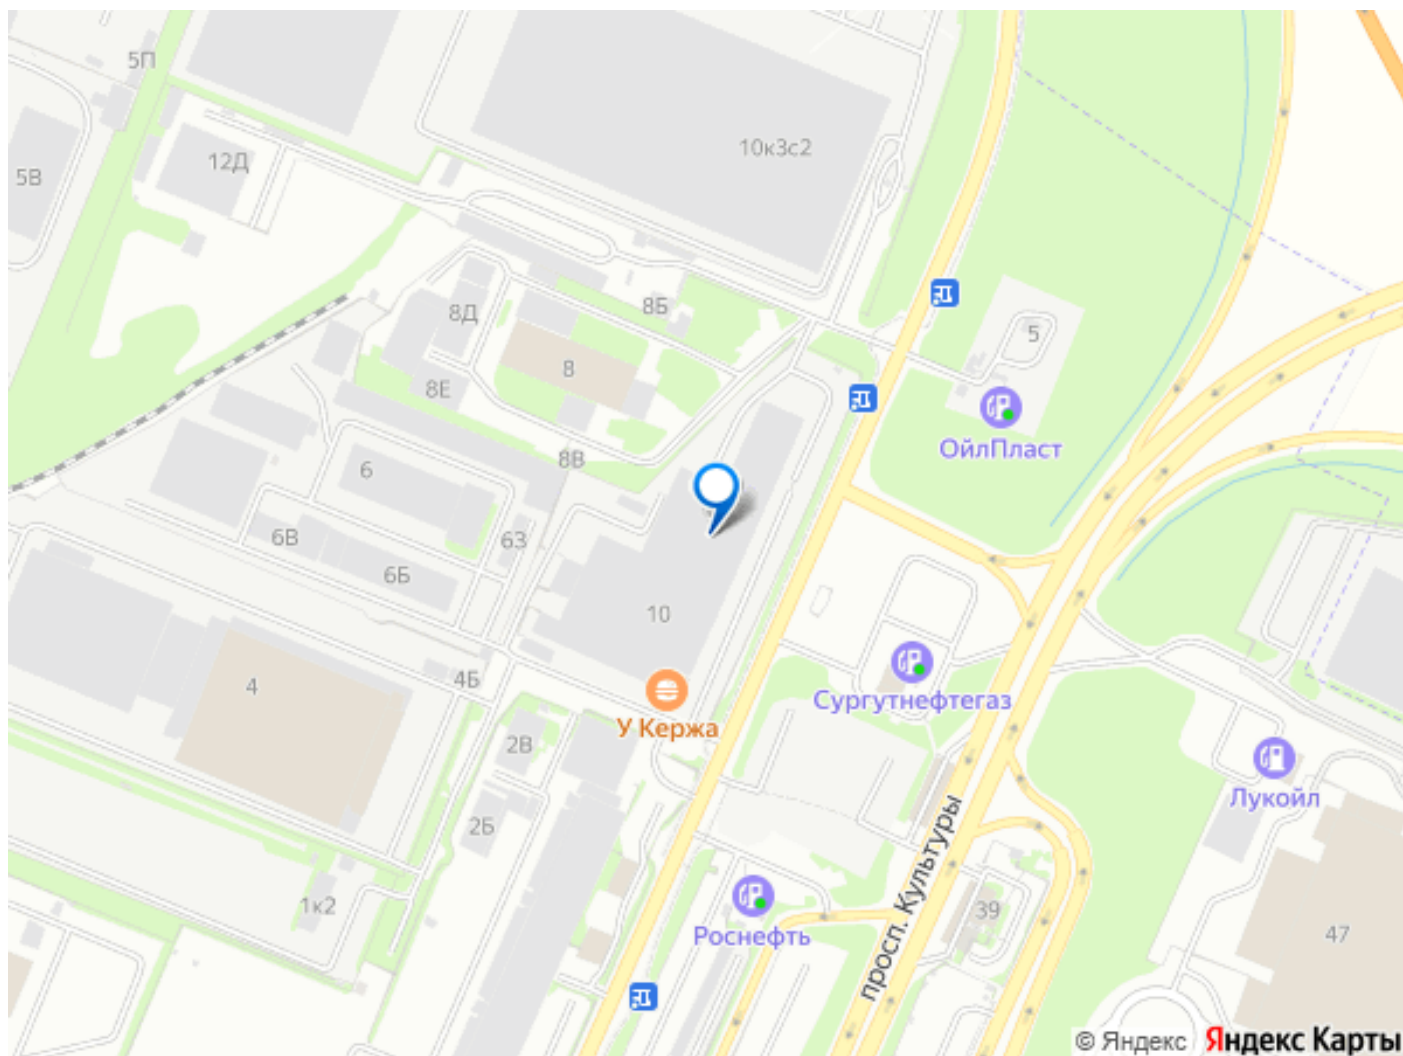 5П
10к3с2
12Д
5В
8Д
8Б
5
8
8Е
ОйлПласт
8В
6
6В
6З
6Б
10
4Б
4
Сургутнефтегаз
У Кержа
2В
Лукойл
2Б
просп. Культуры
1к2
39
Роснефть
47
© Яндекс Яндекс Карты